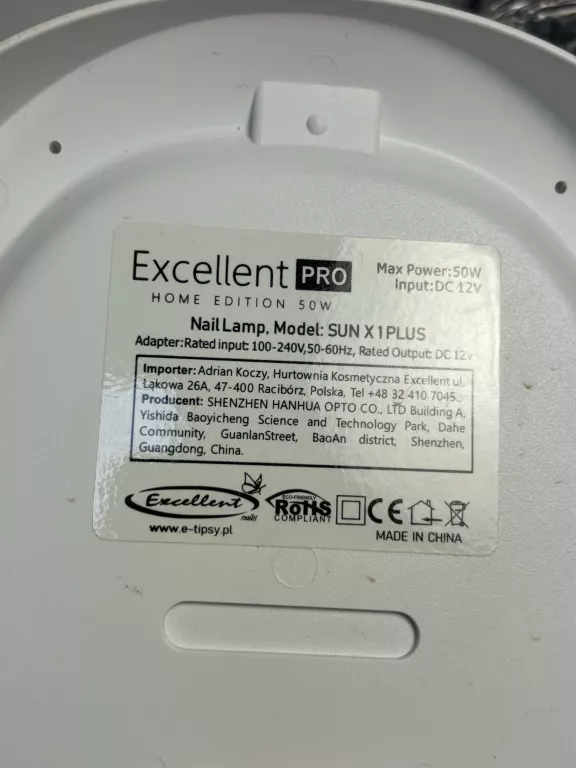 Excellent PRO
HOME EDITION 50W
Max Power:50W
Input:DC 12V
Nail Lamp, Model: SUN X1PLUS
Adapter:Rated input: 100-240V,50-60Hz, Rated Output: DC 12V
Importer: Adrian Koczy, Hurtownia Kosmetyczna Excellent ul.
Łąkowa 26A, 47-400 Racibórz, Polska, Tel +48 32 410 7045.
Producent: SHENZHEN HANHUA OPTO CO., LTD Building A,
Yishida Baoyicheng Science and Technology Park, Dahe
Community, GuanlanStreet, BaoAn district, Shenzhen,
Guangdong, China.
Excellent
nails
www.e-tipsy.pl
ECO-FRIENDLY
RoHS
COMPLIANT
CE
MADE IN CHINA